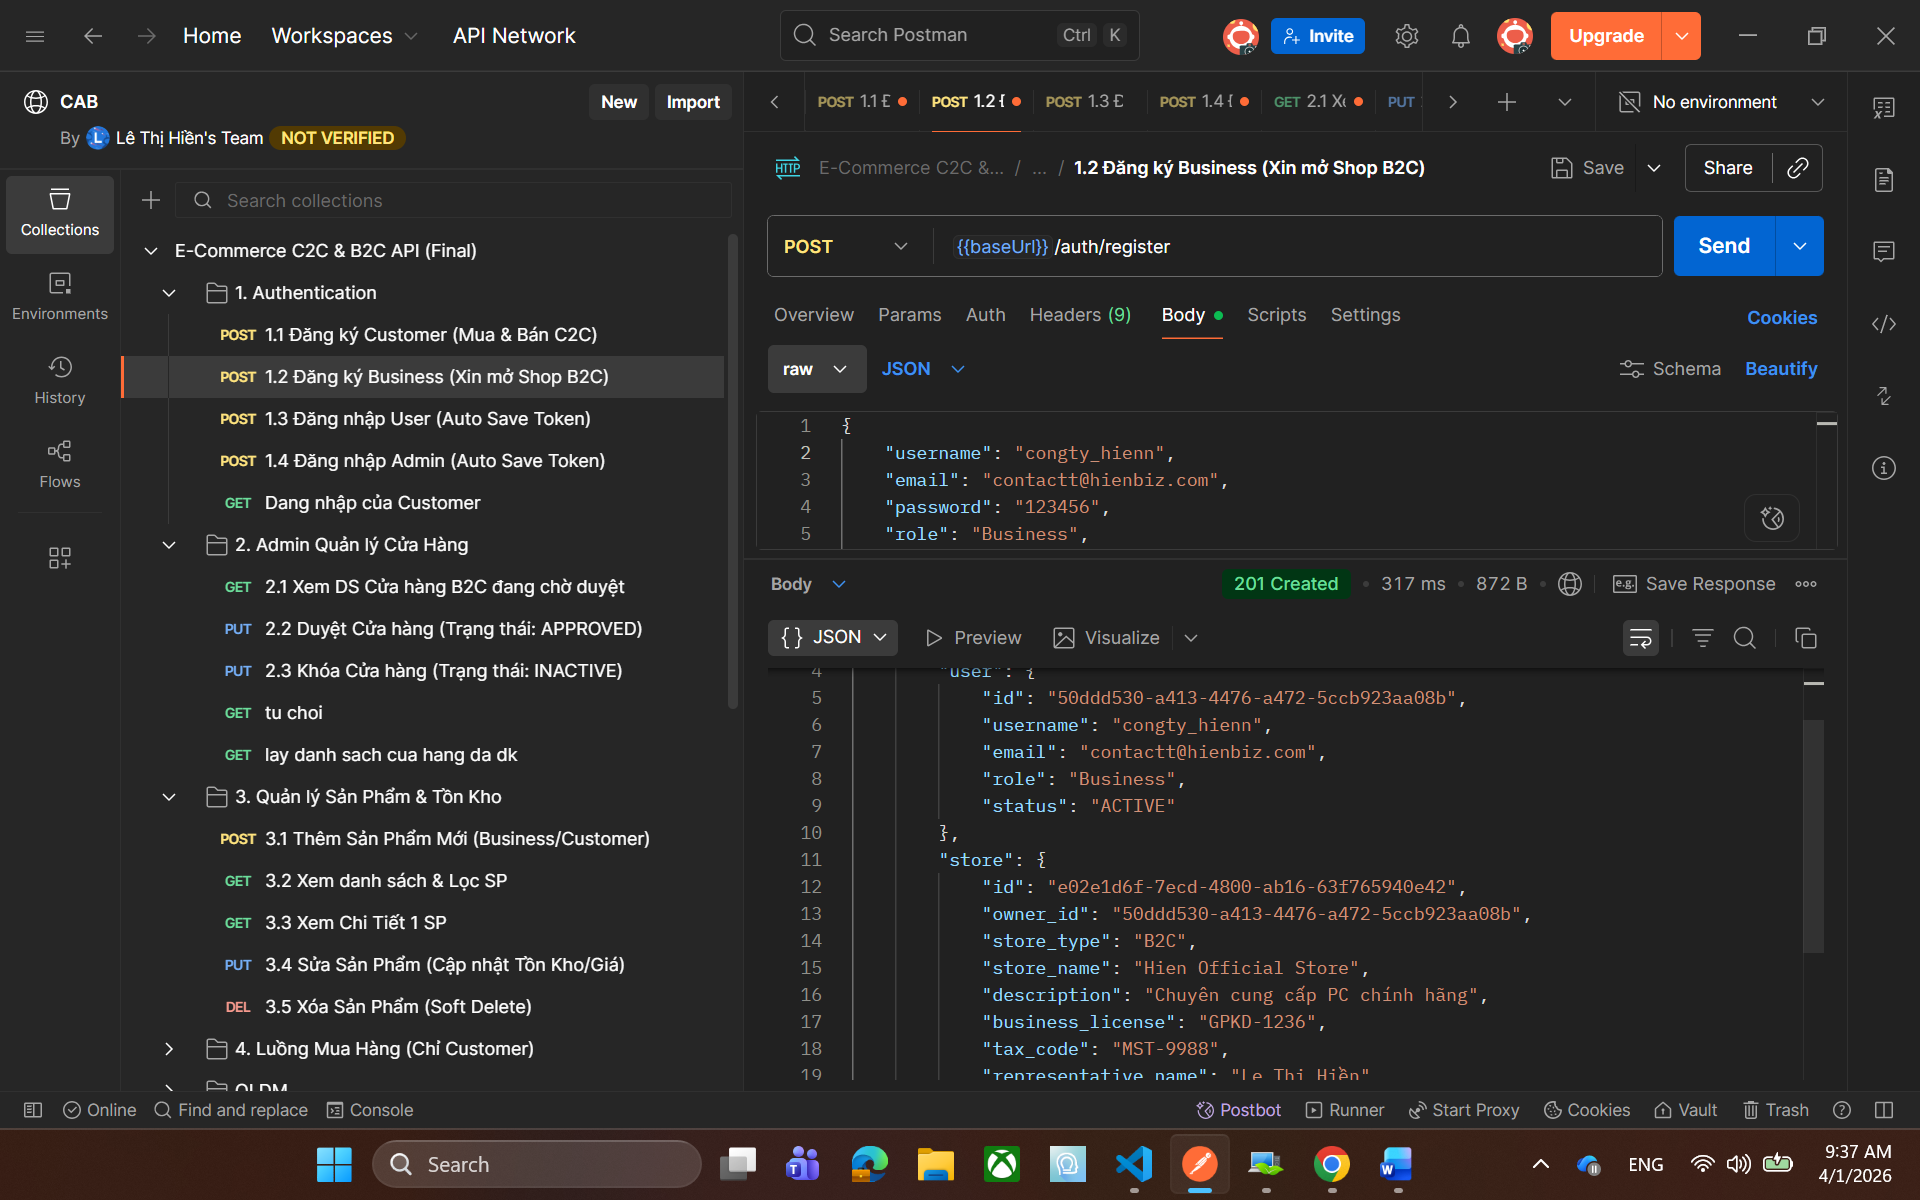 Home
Workspaces
API Network
Search Postman
Ctrl K
Invite
Upgrade
CAB
New
Import
By L Lê Thị Hiền's Team NOT VERIFIED
POST 1.1
POST 1.2
POST 1.3
POST 1.4
GET 2.1
PUT
No environment
HTTP E-Commerce C2C &... / ... / 1.2 Đăng ký Business (Xin mở Shop B2C)
Save
Share
Collections
Environments
History
Flows
Search collections
E-Commerce C2C & B2C API (Final)
1. Authentication
POST 1.1 Đăng ký Customer (Mua & Bán C2C)
POST 1.2 Đăng ký Business (Xin mở Shop B2C)
POST 1.3 Đăng nhập User (Auto Save Token)
POST 1.4 Đăng nhập Admin (Auto Save Token)
GET Dang nhập của Customer
2. Admin Quản lý Cửa Hàng
GET 2.1 Xem DS Cửa hàng B2C đang chờ duyệt
PUT 2.2 Duyệt Cửa hàng (Trạng thái: APPROVED)
PUT 2.3 Khóa Cửa hàng (Trạng thái: INACTIVE)
GET tu choi
GET lay danh sach cua hang da dk
3. Quản lý Sản Phẩm & Tồn Kho
POST 3.1 Thêm Sản Phẩm Mới (Business/Customer)
GET 3.2 Xem danh sách & Lọc SP
GET 3.3 Xem Chi Tiết 1 SP
PUT 3.4 Sửa Sản Phẩm (Cập nhật Tồn Kho/Giá)
DEL 3.5 Xóa Sản Phẩm (Soft Delete)
4. Luồng Mua Hàng (Chỉ Customer)
QLDM
POST
{{baseUrl}} /auth/register
Send
Overview Params Auth Headers (9) Body Scripts Settings
Cookies
raw
JSON
Schema
Beautify
1 {
2 "username": "congty_hienn",
3 "email": "contactt@hienbiz.com",
4 "password": "123456",
5 "role": "Business",
Body
201 Created
317 ms
872 B
e.g. Save Response
{} JSON
Preview
Visualize
4 "user": {
5 "id": "50ddd530-a413-4476-a472-5ccb923aa08b",
6 "username": "congty_hienn",
7 "email": "contactt@hienbiz.com",
8 "role": "Business",
9 "status": "ACTIVE"
10 },
11 "store": {
12 "id": "e02e1d6f-7ecd-4800-ab16-63f765940e42",
13 "owner_id": "50ddd530-a413-4476-a472-5ccb923aa08b",
14 "store_type": "B2C",
15 "store_name": "Hien Official Store",
16 "description": "Chuyên cung cấp PC chính hãng",
17 "business_license": "GPKD-1236",
18 "tax_code": "MST-9988",
19 "representative_name": "Le Thi Hiền"
Online
Find and replace
Console
Postbot
Runner
Start Proxy
Cookies
Vault
Trash
Search
ENG
9:37 AM
4/1/2026